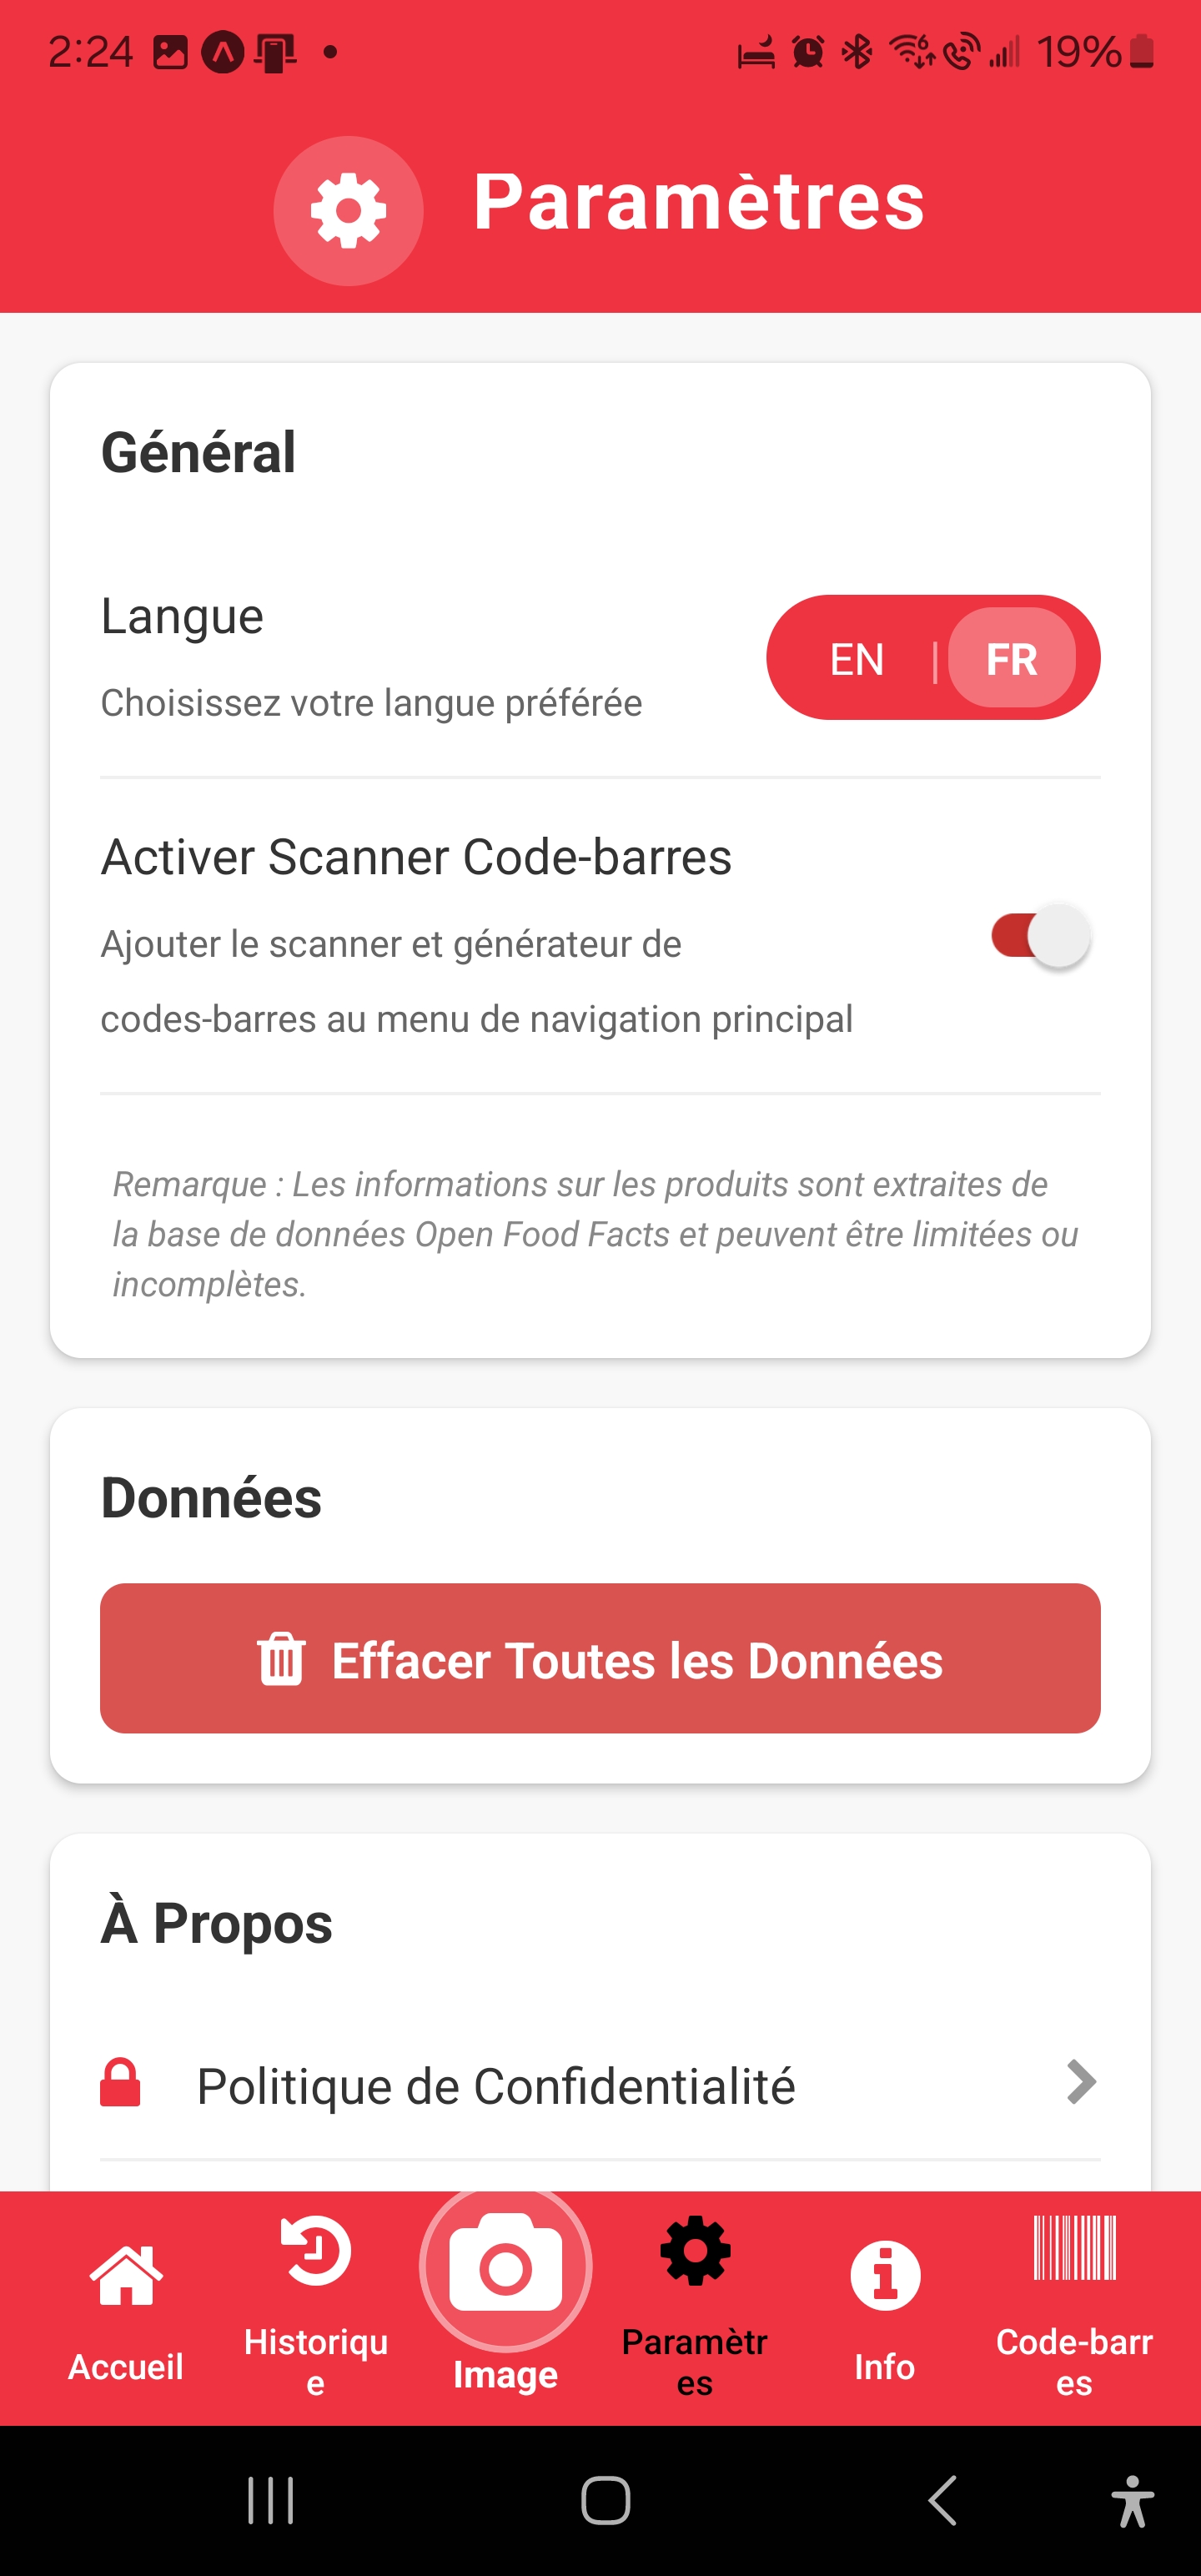 2:24
19%
Paramètres
Général
Langue
Choisissez votre langue préférée
EN | FR
Activer Scanner Code-barres
Ajouter le scanner et générateur de
codes-barres au menu de navigation principal
Remarque : Les informations sur les produits sont extraites de
la base de données Open Food Facts et peuvent être limitées ou
incomplètes.
Données
Effacer Toutes les Données
À Propos
Politique de Confidentialité
Accueil
Historiqu
e
Image
Paramètr
es
Info
Code-barr
es